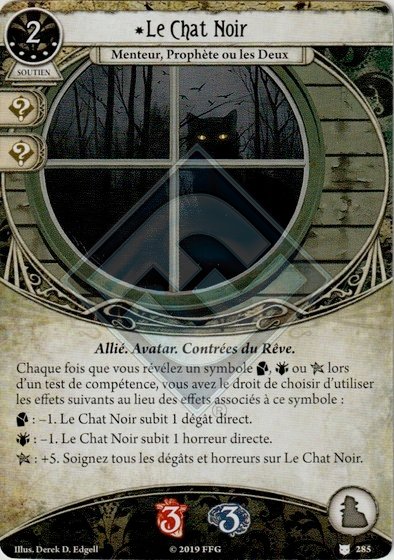 2
Le Chat Noir
SOUTIEN
Menteur, Prophète ou les Deux
?
?
Allié. Avatar. Contrées du Rêve.
Chaque fois que vous révélez un symbole , ou lors
d'un test de compétence, vous avez le droit de choisir d'utiliser
les effets suivants au lieu des effets associés à ce symbole :
: –1. Le Chat Noir subit 1 dégât direct.
: –1. Le Chat Noir subit 1 horreur directe.
: +5. Soignez tous les dégâts et horreurs sur Le Chat Noir.
3
3
Illus. Derek D. Edgell
© 2019 FFG
285